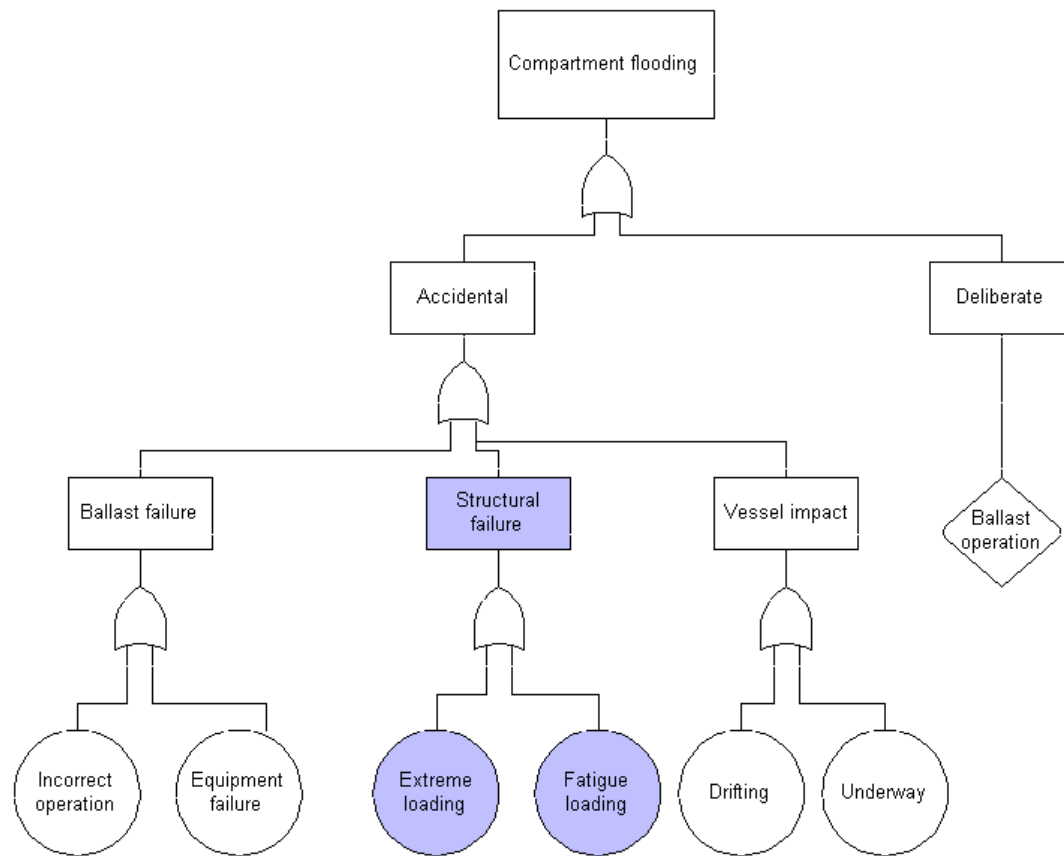 Compartment flooding
Accidental
Deliberate
Ballast failure
Structural
failure
Vessel impact
Ballast
operation
Incorrect
operation
Equipment
failure
Extreme
loading
Fatigue
loading
Drifting
Underway